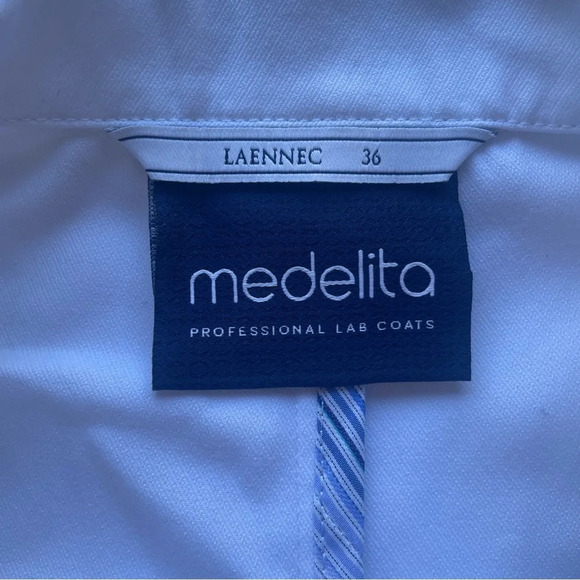 LAENNEC 36
medelita
PROFESSIONAL LAB COATS